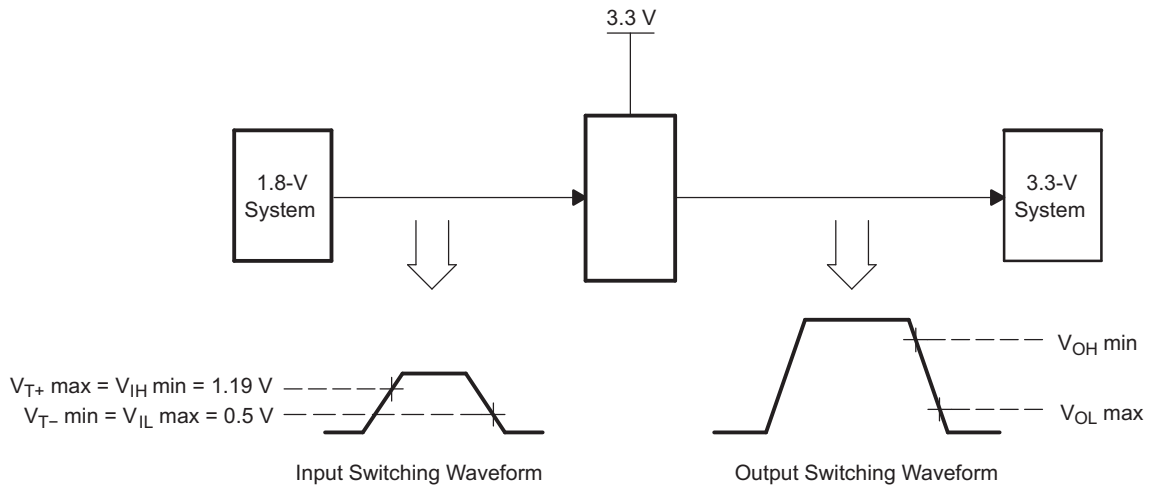 3.3 V
1.8-V
System
3.3-V
System
V_OH min
V_T+ max = V_IH min = 1.19 V
V_T− min = V_IL max = 0.5 V
V_OL max
Input Switching Waveform
Output Switching Waveform